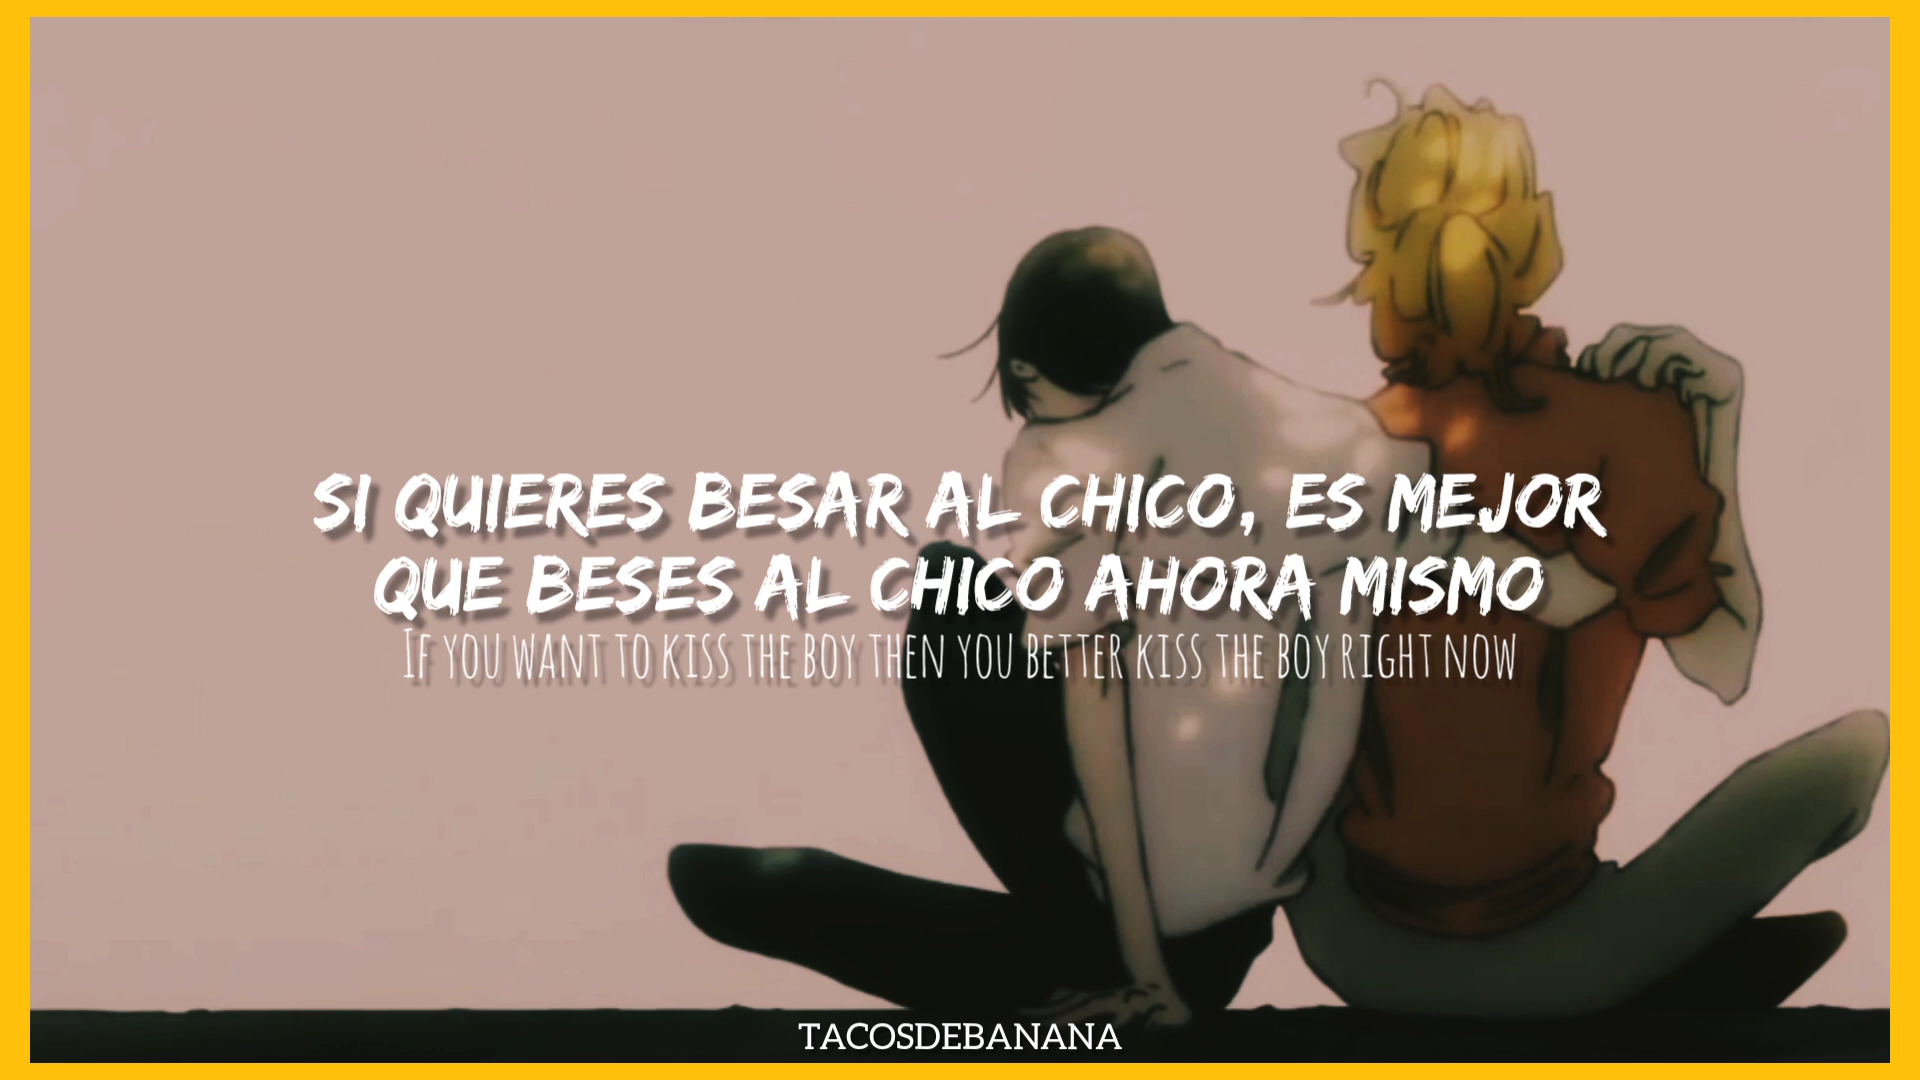 SI QUIERES BESAR AL CHICO, ES MEJOR
QUE BESES AL CHICO AHORA MISMO
IF YOU WANT TO KISS THE BOY THEN YOU BETTER KISS THE BOY RIGHT NOW
TACOSDEBANANA